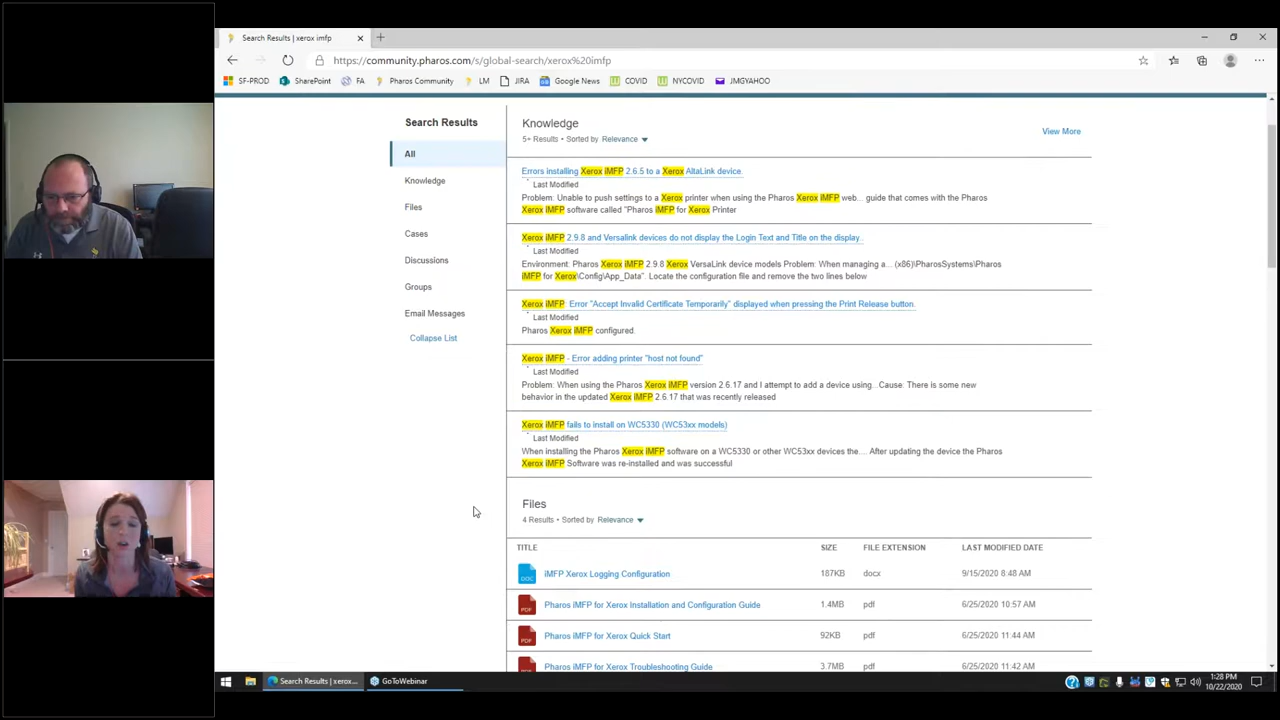 Search Results | xerox imfp
https://community.pharos.com/s/global-search/xerox%20imfp
SF-PROD
SharePoint
FA
Pharos Community
LM
JIRA
Google News
COVID
NYCOVID
JMGYAHOO
Search Results
All
Knowledge
Files
Cases
Discussions
Groups
Email Messages
Collapse List
Knowledge
5+ Results • Sorted by Relevance
View More
Errors installing Xerox iMFP 2.6.5 to a Xerox AltaLink device.
Last Modified
Problem: Unable to push settings to a Xerox printer when using the Pharos Xerox iMFP web... guide that comes with the Pharos
Xerox iMFP software called "Pharos iMFP for Xerox Printer
Xerox iMFP 2.9.8 and Versalink devices do not display the Login Text and Title on the display.
Last Modified
Environment: Pharos Xerox iMFP 2.9.8 Xerox VersaLink device models Problem: When managing a... (x86)\PharosSystems\Pharos
iMFP for Xerox\Config\App_Data". Locate the configuration file and remove the two lines below
Xerox iMFP: Error "Accept Invalid Certificate Temporarily" displayed when pressing the Print Release button.
Last Modified
Pharos Xerox iMFP configured.
Xerox iMFP - Error adding printer "host not found"
Last Modified
Problem: When using the Pharos Xerox iMFP version 2.6.17 and I attempt to add a device using...Cause: There is some new
behavior in the updated Xerox iMFP 2.6.17 that was recently released
Xerox iMFP fails to install on WC5330 (WC53xx models)
Last Modified
When installing the Pharos Xerox iMFP software on a WC5330 or other WC53xx devices the.... After updating the device the Pharos
Xerox iMFP Software was re-installed and was successful
Files
4 Results • Sorted by Relevance
TITLE SIZE FILE EXTENSION LAST MODIFIED DATE
DOC iMFP Xerox Logging Configuration 187KB docx 9/15/2020 8:48 AM
PDF Pharos iMFP for Xerox Installation and Configuration Guide 1.4MB pdf 6/25/2020 10:57 AM
PDF Pharos iMFP for Xerox Quick Start 92KB pdf 6/25/2020 11:44 AM
PDF Pharos iMFP for Xerox Troubleshooting Guide 3.7MB pdf 6/25/2020 11:42 AM
Search Results | xerox...
GoToWebinar
1:28 PM
10/22/2020